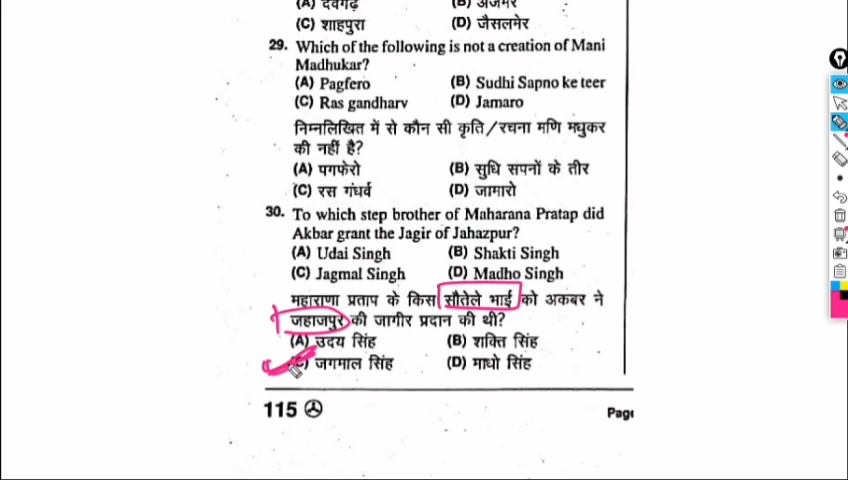 (A) देवगढ़ (B) अजमेर
(C) शाहपुरा (D) जैसलमेर
29. Which of the following is not a creation of Mani
Madhukar?
(A) Pagfero (B) Sudhi Sapno ke teer
(C) Ras gandharv (D) Jamaro
निम्नलिखित में से कौन सी कृति/रचना मणि मधुकर
की नहीं है?
(A) पगफेरो (B) सुधि सपनों के तीर
(C) रस गंधर्व (D) जामारो
30. To which step brother of Maharana Pratap did
Akbar grant the Jagir of Jahazpur?
(A) Udai Singh (B) Shakti Singh
(C) Jagmal Singh (D) Madho Singh
महाराणा प्रताप के किस सौतेले भाई को अकबर ने
जहाजपुर की जागीर प्रदान की थी?
(A) उदय सिंह (B) शक्ति सिंह
(C) जगमाल सिंह (D) माधो सिंह
115 Page